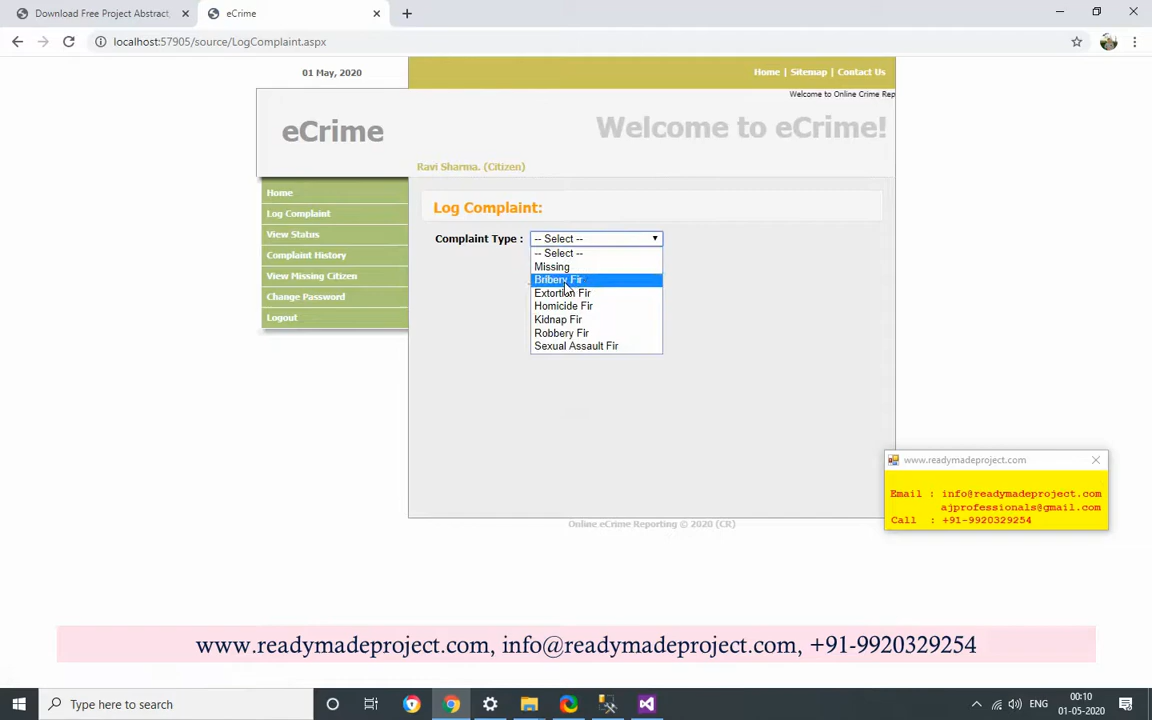 Download Free Project Abstract,
eCrime
localhost:57905/source/LogComplaint.aspx
01 May, 2020
Home | Sitemap | Contact Us
Welcome to Online Crime Rep
eCrime
Welcome to eCrime!
Ravi Sharma. (Citizen)
Home
Log Complaint
View Status
Complaint History
View Missing Citizen
Change Password
Logout
Log Complaint:
Complaint Type : -- Select --
-- Select --
Missing
Bribery Fir
Extortion Fir
Homicide Fir
Kidnap Fir
Robbery Fir
Sexual Assault Fir
www.readymadeproject.com
Email : info@readymadeproject.com
ajprofessionals@gmail.com
Call : +91-9920329254
Online eCrime Reporting © 2020 (CR)
www.readymadeproject.com, info@readymadeproject.com, +91-9920329254
Type here to search
ENG
00:10
01-05-2020